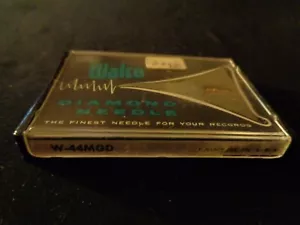 Walco
DIAMOND
NEEDLE
THE FINEST NEEDLE FOR YOUR RECORDS
W-44MGD